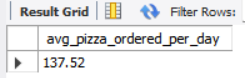 Result Grid Filter Rows:
avg_pizza_ordered_per_day
137.52